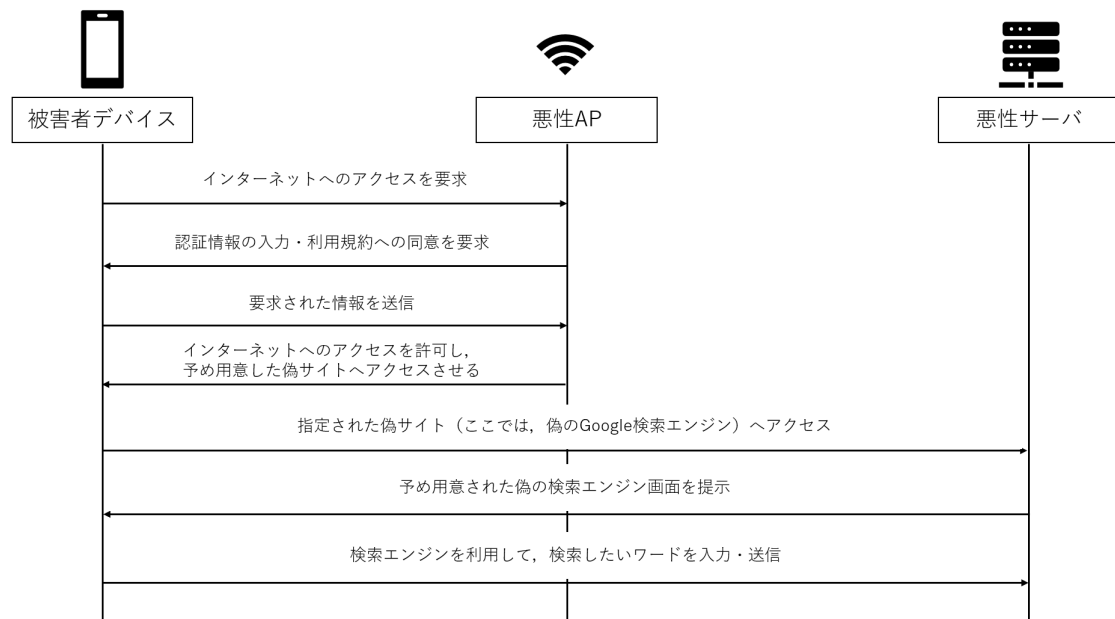 被害者デバイス
悪性AP
悪性サーバ
インターネットへのアクセスを要求
認証情報の入力・利用規約への同意を要求
要求された情報を送信
インターネットへのアクセスを許可し，
予め用意した偽サイトへアクセスさせる
指定された偽サイト（ここでは，偽のGoogle検索エンジン）へアクセス
予め用意された偽の検索エンジン画面を提示
検索エンジンを利用して，検索したいワードを入力・送信